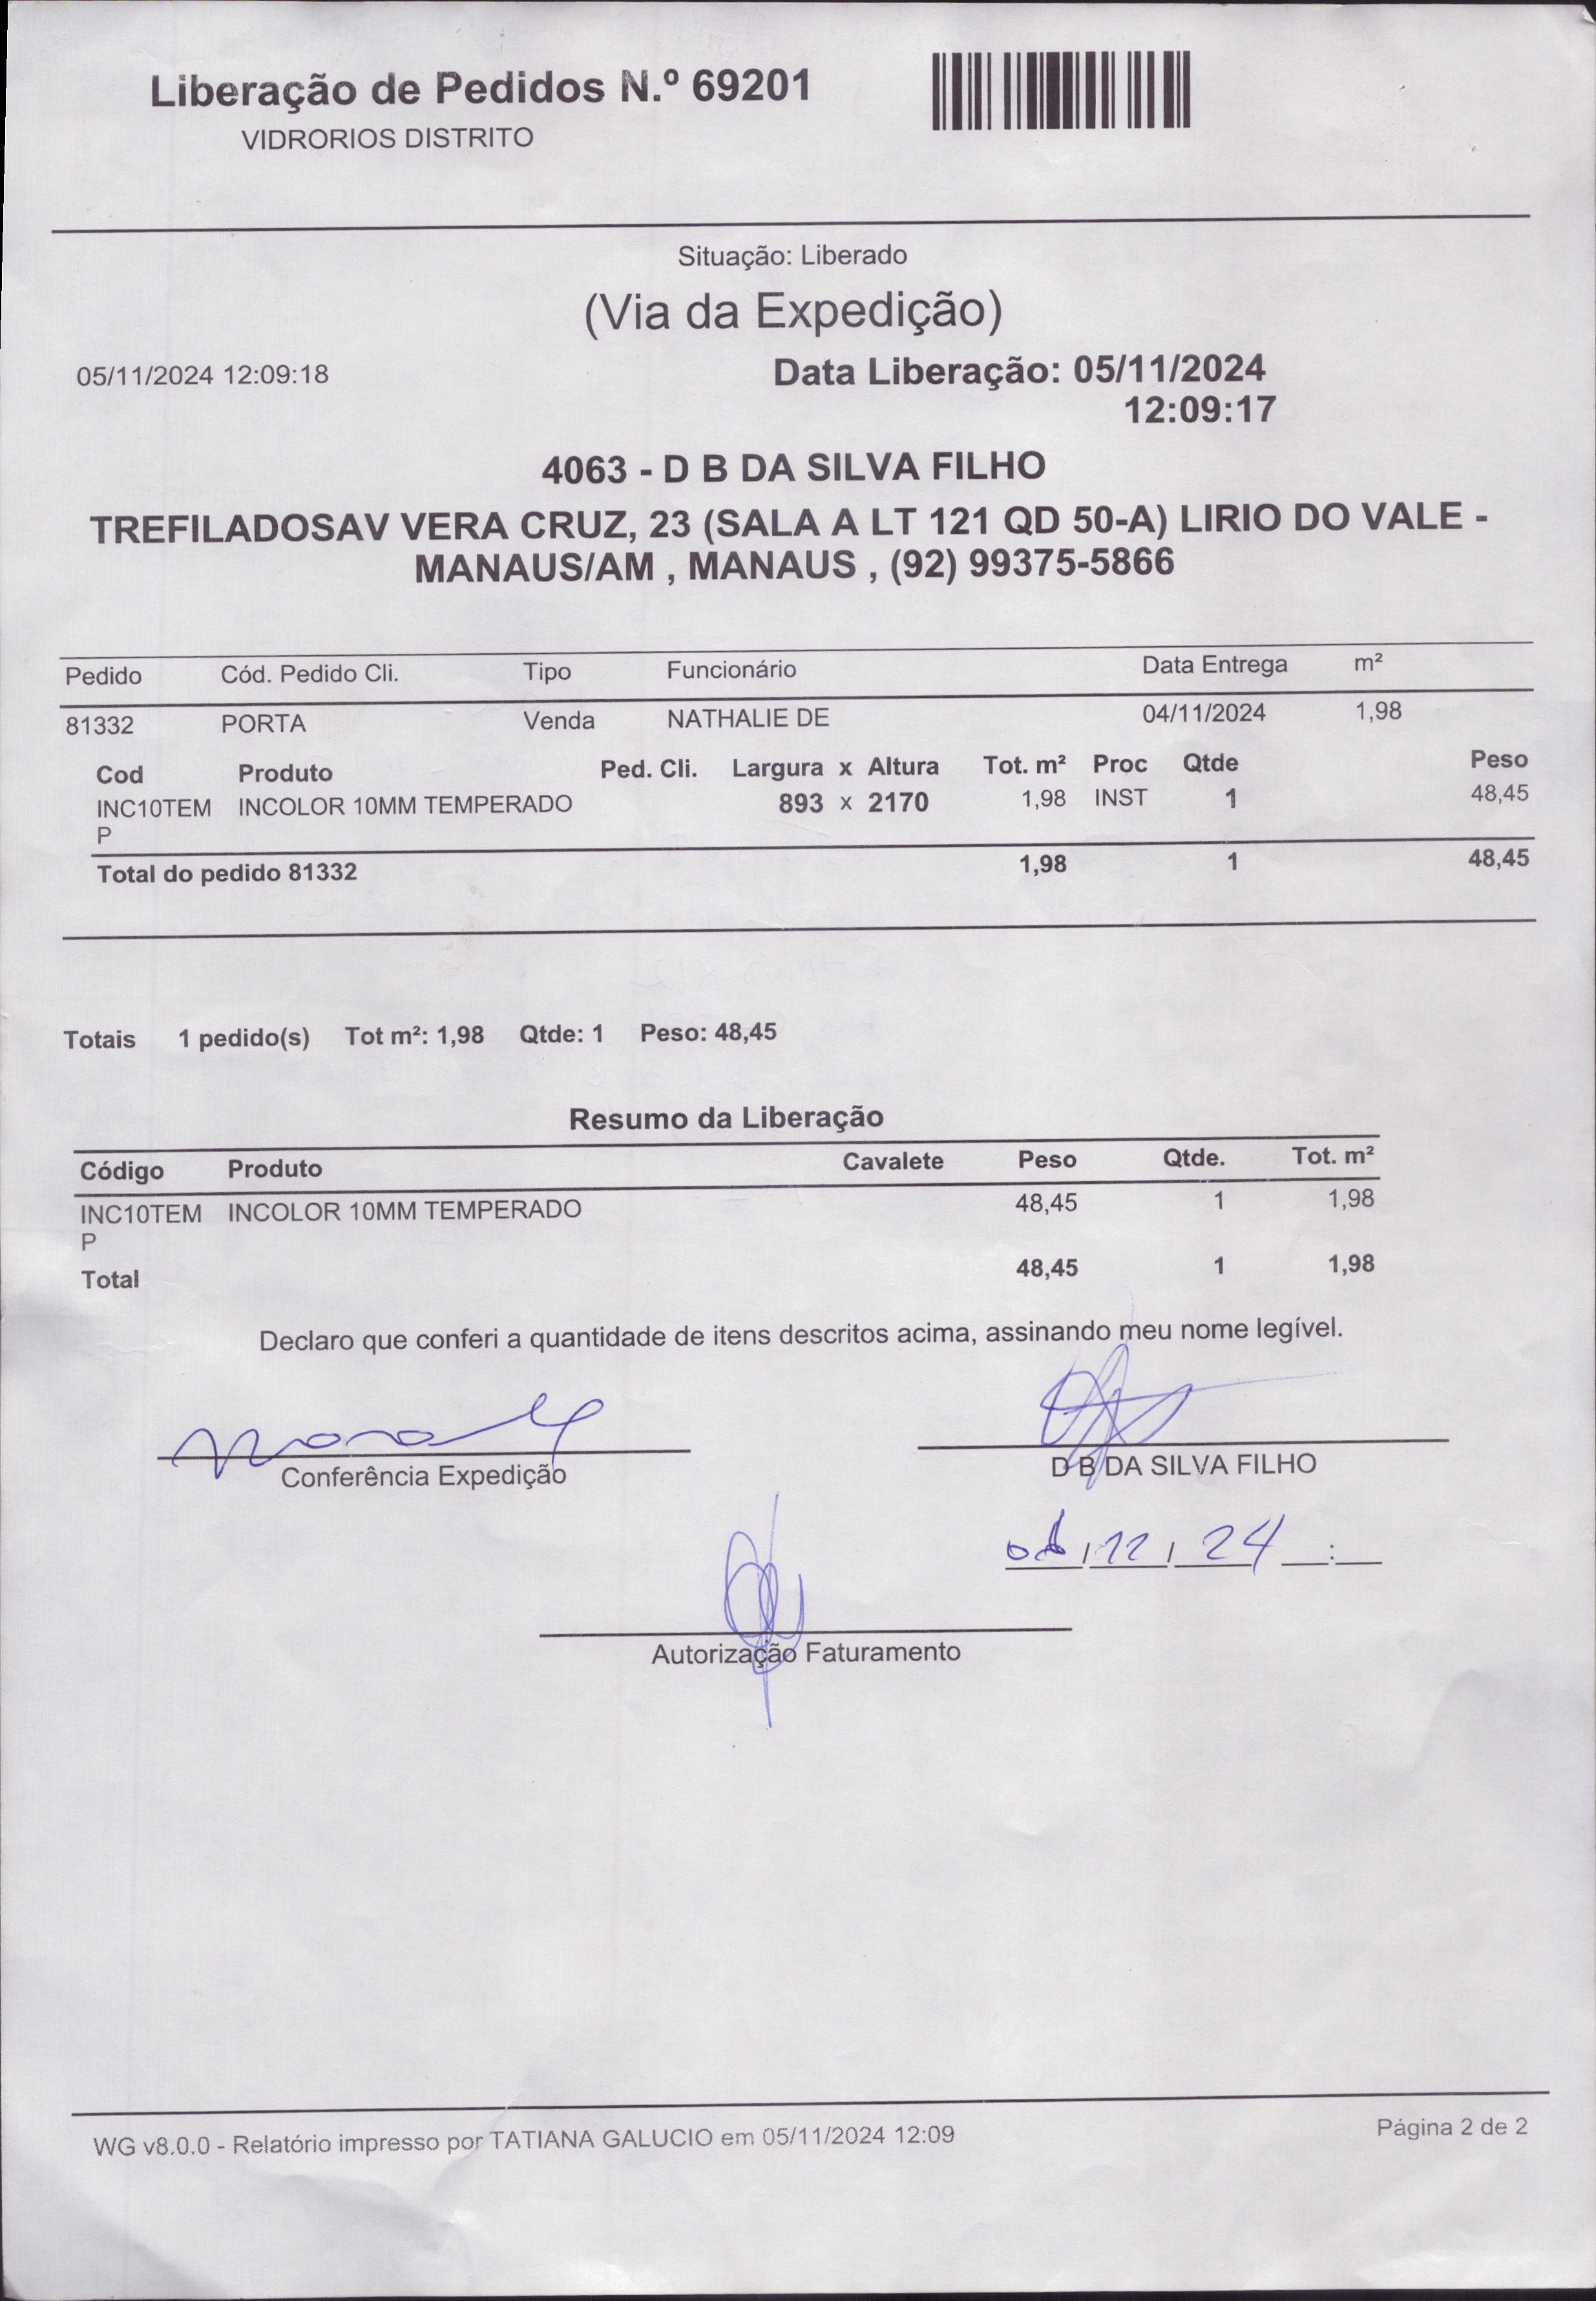 Liberação de Pedidos N.º 69201
VIDRORIOS DISTRITO
Situação: Liberado
(Via da Expedição)
05/11/2024 12:09:18
Data Liberação: 05/11/2024
12:09:17
4063 - D B DA SILVA FILHO
TREFILADOSAV VERA CRUZ, 23 (SALA A LT 121 QD 50-A) LIRIO DO VALE -
MANAUS/AM , MANAUS , (92) 99375-5866
Pedido Cód. Pedido Cli. Tipo Funcionário Data Entrega m²
81332 PORTA Venda NATHALIE DE 04/11/2024 1,98
Cod Produto Ped. Cli. Largura x Altura Tot. m² Proc Qtde Peso
INC10TEM INCOLOR 10MM TEMPERADO 893 x 2170 1,98 INST 1 48,45
P
Total do pedido 81332 1,98 1 48,45
Totais 1 pedido(s) Tot m²: 1,98 Qtde: 1 Peso: 48,45
Resumo da Liberação
Código Produto Cavalete Peso Qtde. Tot. m²
INC10TEM INCOLOR 10MM TEMPERADO 48,45 1 1,98
P
Total 48,45 1 1,98
Declaro que conferi a quantidade de itens descritos acima, assinando meu nome legível.
Conferência Expedição
D B DA SILVA FILHO
/ / 24 __:__
Autorização Faturamento
WG v8.0.0 - Relatório impresso por TATIANA GALUCIO em 05/11/2024 12:09
Página 2 de 2